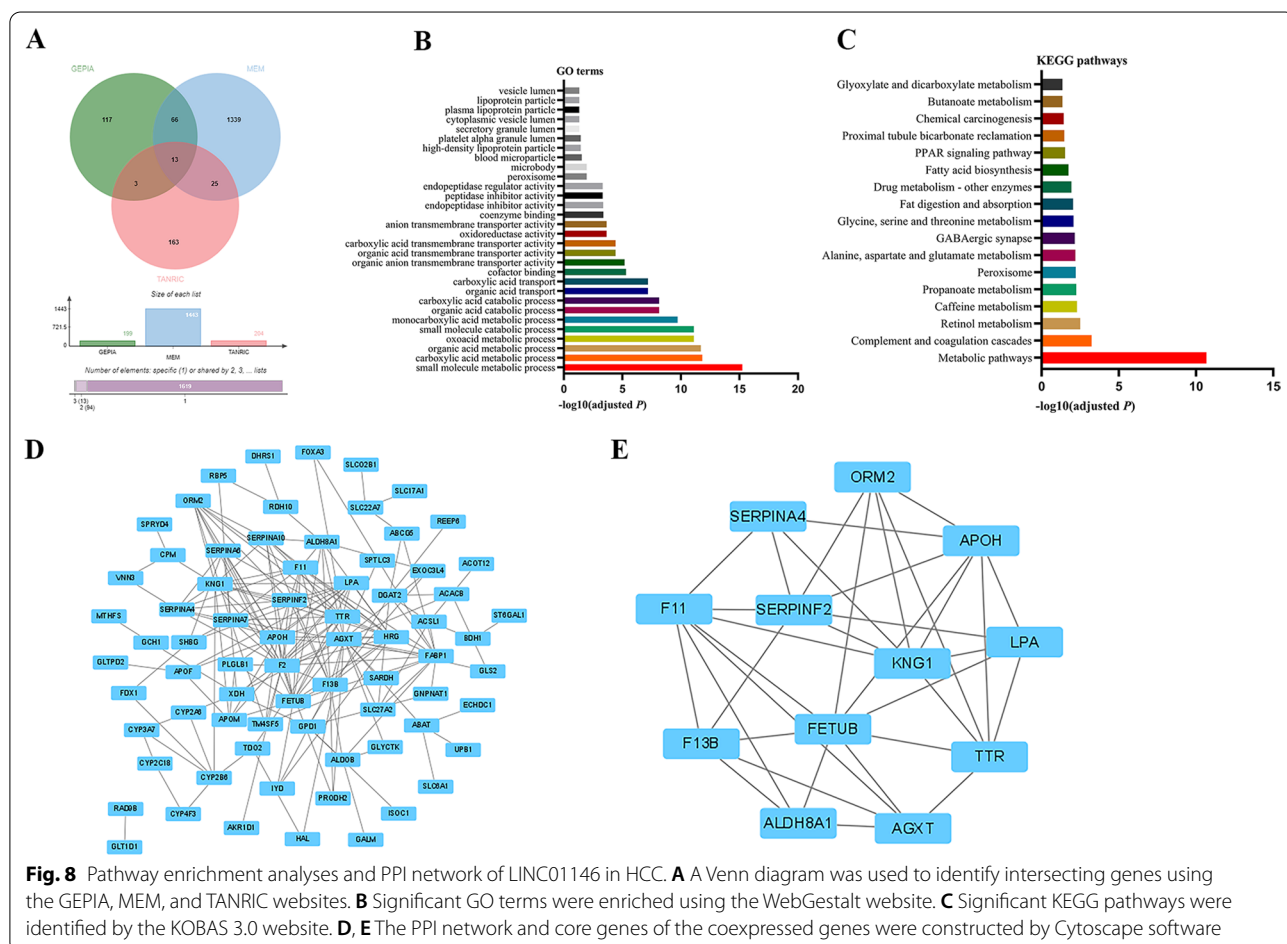 A
GEPIA
MEM
117
66
1339
13
3
25
163
TANRIC
Size of each list
1443
1443
721.5
199
204
0
GEPIA
MEM
TANRIC
Number of elements: specific (1) or shared by 2, 3, ... lists
1619
3 (13)
2 (94)
1
B
GO terms
vesicle lumen
lipoprotein particle
plasma lipoprotein particle
cytoplasmic vesicle lumen
secretory granule lumen
platelet alpha granule lumen
high-density lipoprotein particle
blood microparticle
microbody
peroxisome
endopeptidase regulator activity
peptidase inhibitor activity
endopeptidase inhibitor activity
coenzyme binding
anion transmembrane transporter activity
oxidoreductase activity
carboxylic acid transmembrane transporter activity
organic acid transmembrane transporter activity
organic anion transmembrane transporter activity
cofactor binding
carboxylic acid transport
organic acid transport
carboxylic acid catabolic process
organic acid catabolic process
monocarboxylic acid metabolic process
small molecule catabolic process
oxoacid metabolic process
organic acid metabolic process
carboxylic acid metabolic process
small molecule metabolic process
0 5 10 15 20
-log10(adjusted P)
C
KEGG pathways
Glyoxylate and dicarboxylate metabolism
Butanoate metabolism
Chemical carcinogenesis
Proximal tubule bicarbonate reclamation
PPAR signaling pathway
Fatty acid biosynthesis
Drug metabolism - other enzymes
Fat digestion and absorption
Glycine, serine and threonine metabolism
GABAergic synapse
Alanine, aspartate and glutamate metabolism
Peroxisome
Propanoate metabolism
Caffeine metabolism
Retinol metabolism
Complement and coagulation cascades
Metabolic pathways
0 5 10 15
-log10(adjusted P)
D
DHRS1
FOXA3
SLCO2B1
RBP5
SLC17A1
ORM2
RDH10
SLC22A7
SPRYD4
SERPINA10
ALDH8A1
ABCG5
REEP6
CPM
SERPINA6
SPTLC3
EXOC3L4
ACOT12
VNN3
KNG1
F11
LPA
DGAT2
ACACB
MTHFS
SERPINA4
SERPINF2
ACSL1
ST6GAL1
SERPINA7
TTR
GCH1
SHBG
APOH
AGXT
HRG
BDH1
GLTPD2
APOF
PLGLB1
F2
FABP1
GLS2
FDX1
XDH
F13B
SARDH
CYP2A6
FETUB
GNPNAT1
CYP3A7
APOM
TM4SF5
GPD1
SLC27A2
ECHDC1
ABAT
CYP2C18
TDO2
GLYCTK
UPB1
CYP2B6
ALDOB
IYD
SLC6A1
RAD9B
CYP4F3
PRODH2
ISOC1
AKR1D1
GLT1D1
HAL
GALM
E
ORM2
SERPINA4
APOH
F11
SERPINF2
LPA
KNG1
F13B
FETUB
TTR
ALDH8A1
AGXT
Fig. 8 Pathway enrichment analyses and PPI network of LINC01146 in HCC. A A Venn diagram was used to identify intersecting genes using
the GEPIA, MEM, and TANRIC websites. B Significant GO terms were enriched using the WebGestalt website. C Significant KEGG pathways were
identified by the KOBAS 3.0 website. D, E The PPI network and core genes of the coexpressed genes were constructed by Cytoscape software